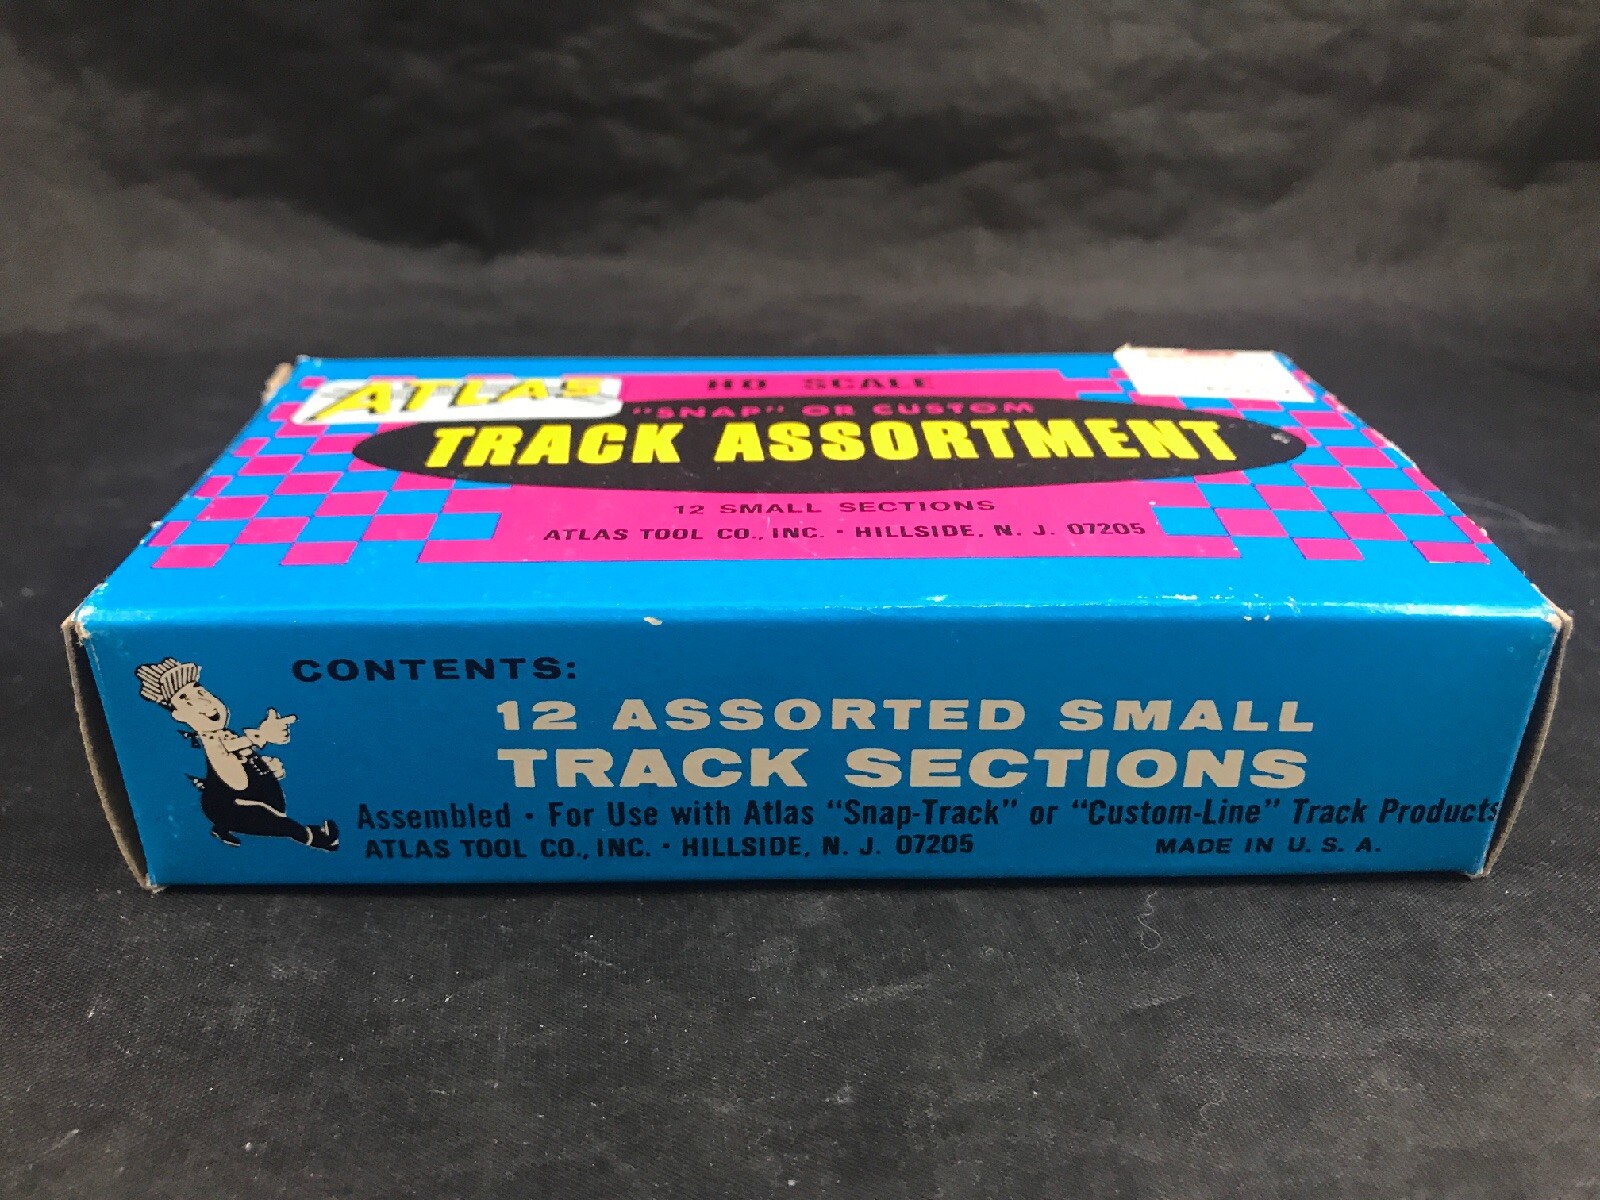 ATLAS
HO SCALE
"SNAP" OR CUSTOM
TRACK ASSORTMENT
12 SMALL SECTIONS
ATLAS TOOL CO., INC. · HILLSIDE, N. J. 07205
CONTENTS:
12 ASSORTED SMALL
TRACK SECTIONS
Assembled · For Use with Atlas "Snap-Track" or "Custom-Line" Track Products
ATLAS TOOL CO., INC. · HILLSIDE, N. J. 07205 MADE IN U. S. A.